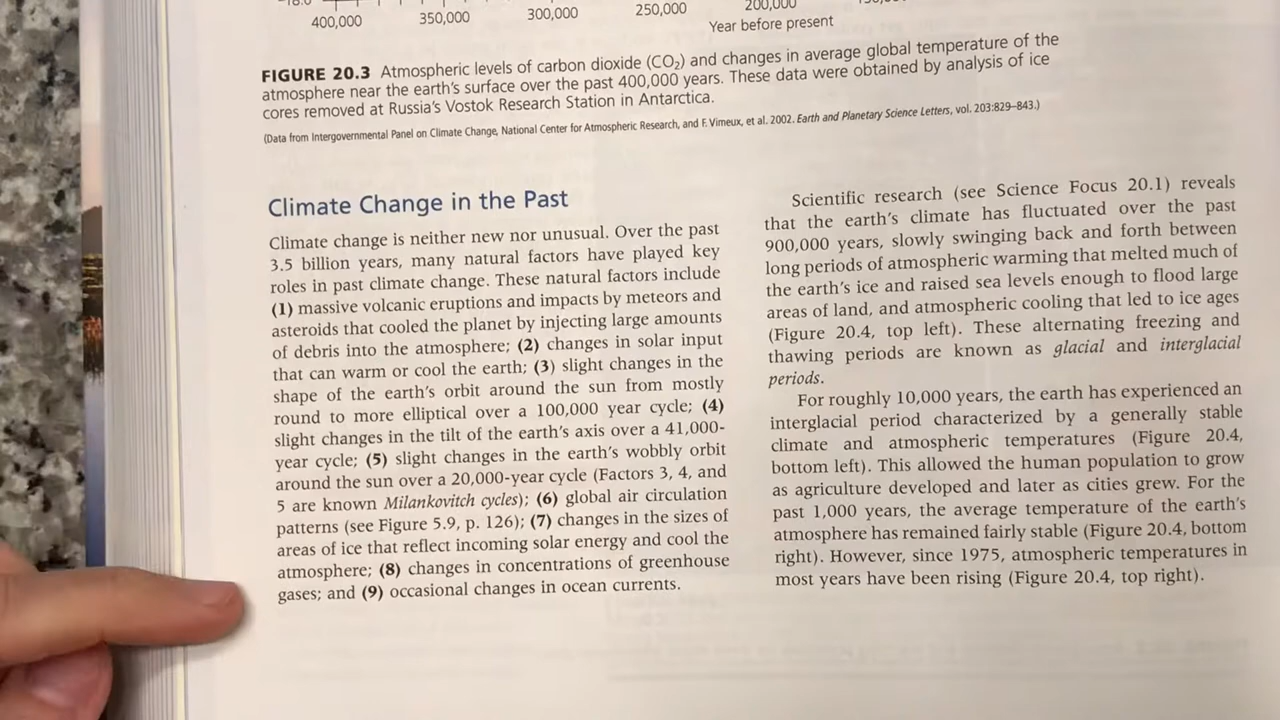 400,000 350,000 300,000 250,000 200,000
Year before present
FIGURE 20.3 Atmospheric levels of carbon dioxide (CO₂) and changes in average global temperature of the
atmosphere near the earth's surface over the past 400,000 years. These data were obtained by analysis of ice
cores removed at Russia's Vostok Research Station in Antarctica.
(Data from Intergovernmental Panel on Climate Change, National Center for Atmospheric Research, and F. Vimeux, et al. 2002. Earth and Planetary Science Letters, vol. 203:829–843.)
Climate Change in the Past
Climate change is neither new nor unusual. Over the past
3.5 billion years, many natural factors have played key
roles in past climate change. These natural factors include
(1) massive volcanic eruptions and impacts by meteors and
asteroids that cooled the planet by injecting large amounts
of debris into the atmosphere; (2) changes in solar input
that can warm or cool the earth; (3) slight changes in the
shape of the earth's orbit around the sun from mostly
round to more elliptical over a 100,000 year cycle; (4)
slight changes in the tilt of the earth's axis over a 41,000-
year cycle; (5) slight changes in the earth's wobbly orbit
around the sun over a 20,000-year cycle (Factors 3, 4, and
5 are known Milankovitch cycles); (6) global air circulation
patterns (see Figure 5.9, p. 126); (7) changes in the sizes of
areas of ice that reflect incoming solar energy and cool the
atmosphere; (8) changes in concentrations of greenhouse
gases; and (9) occasional changes in ocean currents.
Scientific research (see Science Focus 20.1) reveals
that the earth's climate has fluctuated over the past
900,000 years, slowly swinging back and forth between
long periods of atmospheric warming that melted much of
the earth's ice and raised sea levels enough to flood large
areas of land, and atmospheric cooling that led to ice ages
(Figure 20.4, top left). These alternating freezing and
thawing periods are known as glacial and interglacial
periods.
For roughly 10,000 years, the earth has experienced an
interglacial period characterized by a generally stable
climate and atmospheric temperatures (Figure 20.4,
bottom left). This allowed the human population to grow
as agriculture developed and later as cities grew. For the
past 1,000 years, the average temperature of the earth's
atmosphere has remained fairly stable (Figure 20.4, bottom
right). However, since 1975, atmospheric temperatures in
most years have been rising (Figure 20.4, top right).